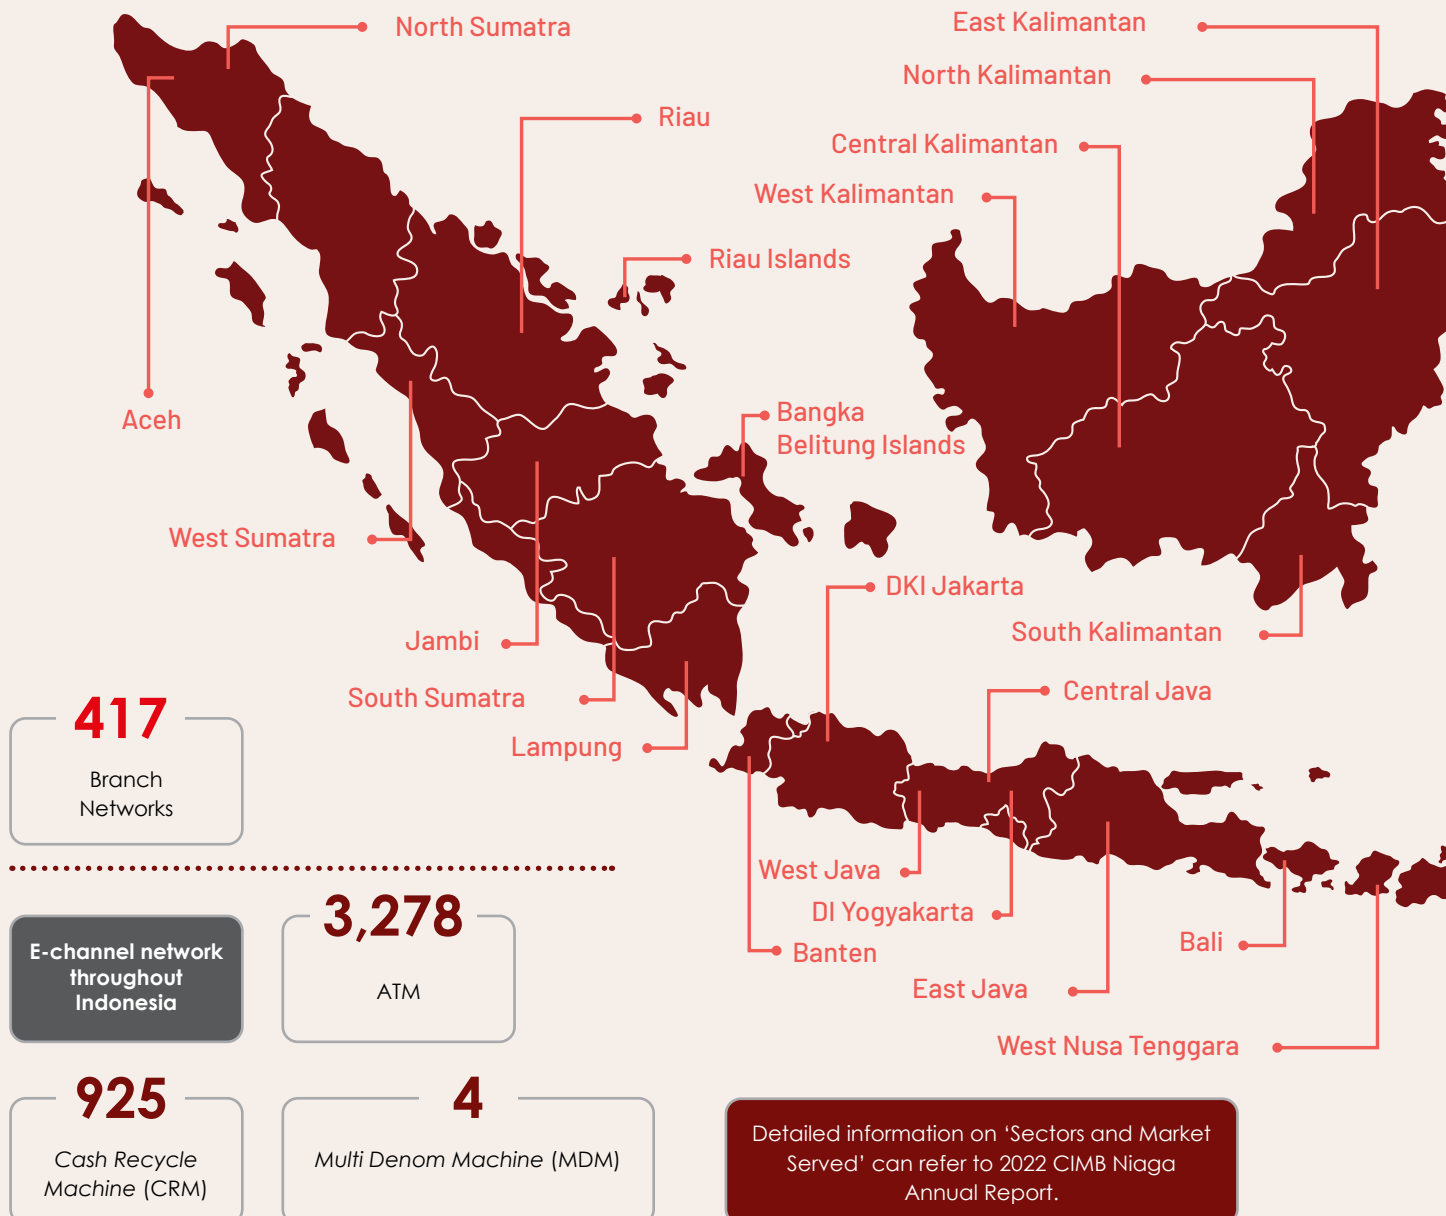 North Sumatra
East Kalimantan
North Kalimantan
Riau
Central Kalimantan
West Kalimantan
Riau Islands
Aceh
Bangka
Belitung Islands
West Sumatra
DKI Jakarta
South Kalimantan
Jambi
South Sumatra
Central Java
Lampung
417
Branch
Networks
West Java
DI Yogyakarta
Banten
Bali
East Java
West Nusa Tenggara
E-channel network
throughout
Indonesia
3,278
ATM
925
Cash Recycle
Machine (CRM)
4
Multi Denom Machine (MDM)
Detailed information on ‘Sectors and Market
Served’ can refer to 2022 CIMB Niaga
Annual Report.